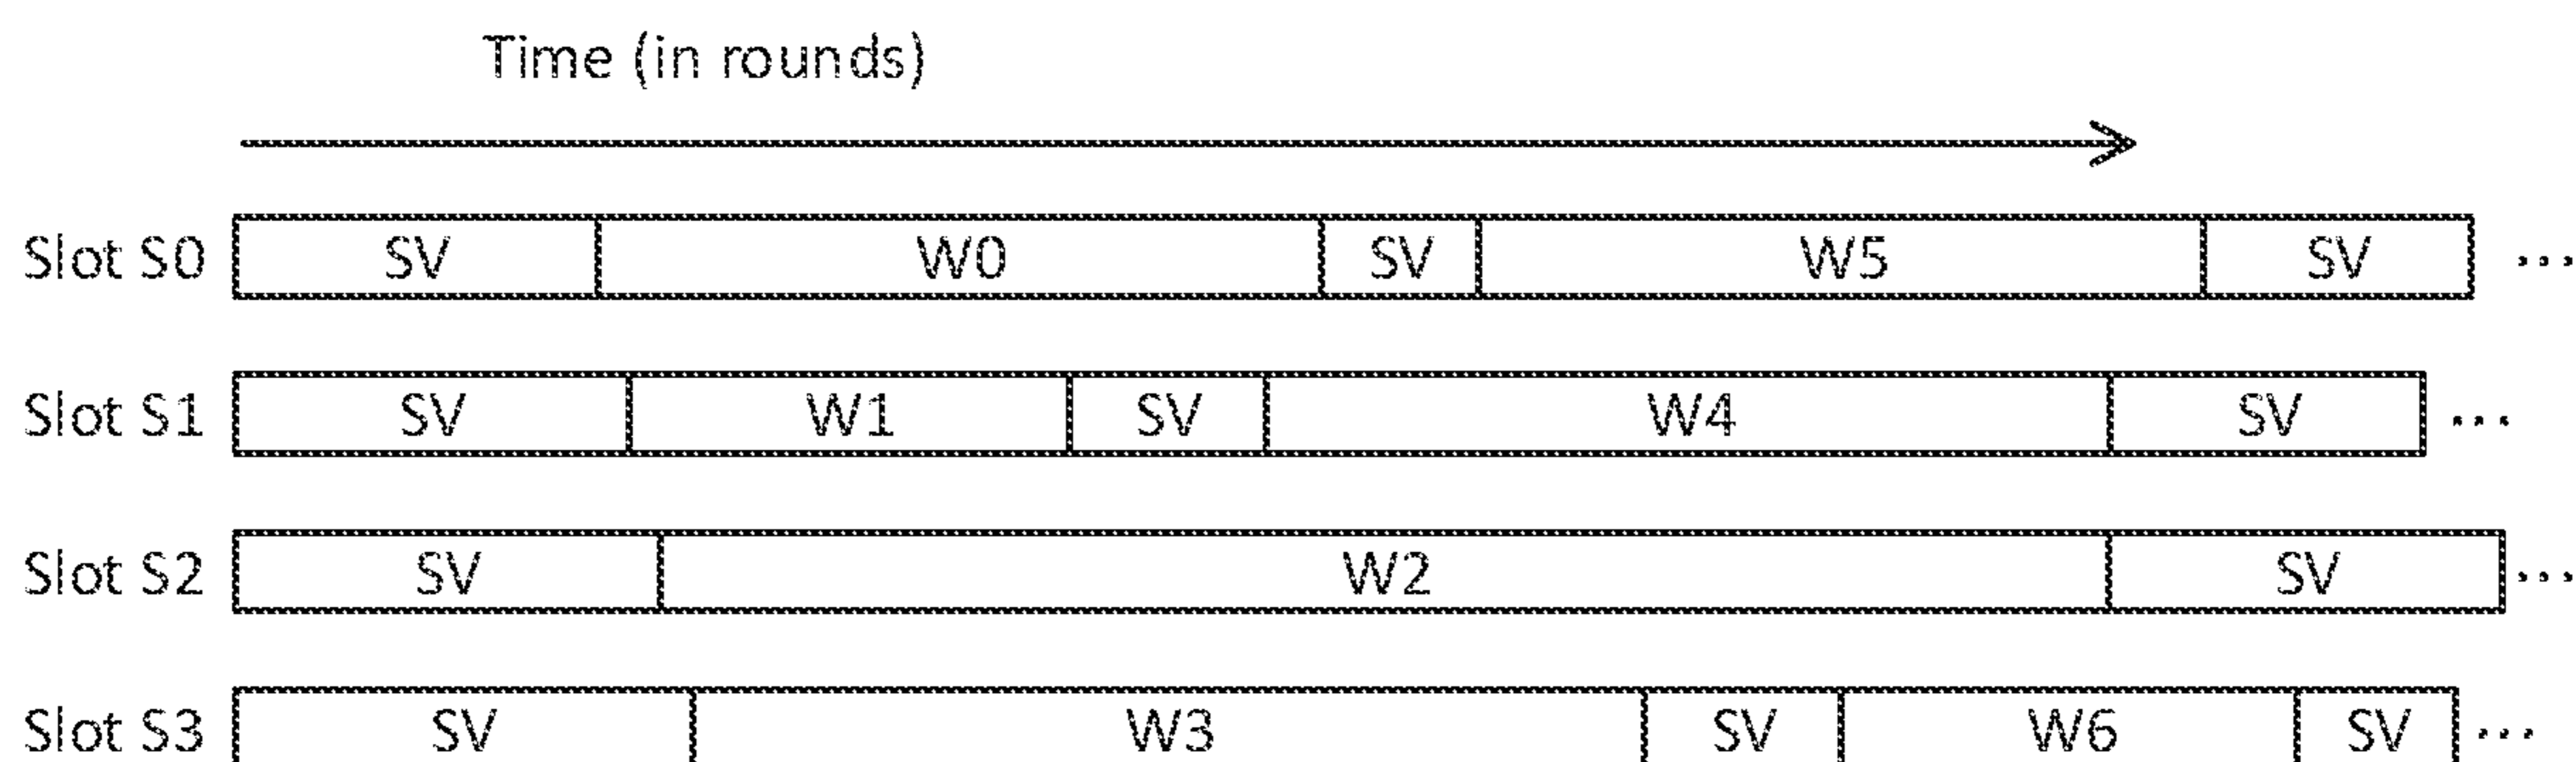 Time (in rounds)
Slot S0 SV W0 SV W5 SV ...
Slot S1 SV W1 SV W4 SV ...
Slot S2 SV W2 SV ...
Slot S3 SV W3 SV W6 SV ...